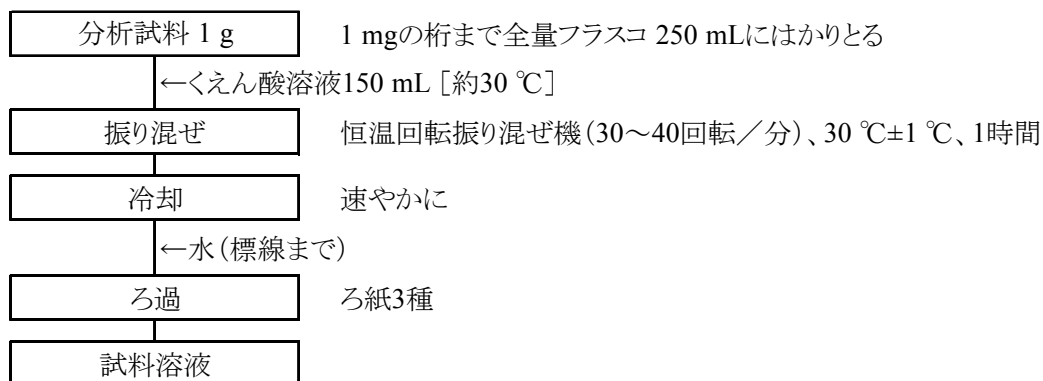 分析試料 1 g 1 mgの桁まで全量フラスコ 250 mLにはかりとる
←くえん酸溶液150 mL [約30 ℃]
振り混ぜ 恒温回転振り混ぜ機(30～40回転/分)、30 ℃±1 ℃、1時間
冷却 速やかに
←水(標線まで)
ろ過 ろ紙3種
試料溶液